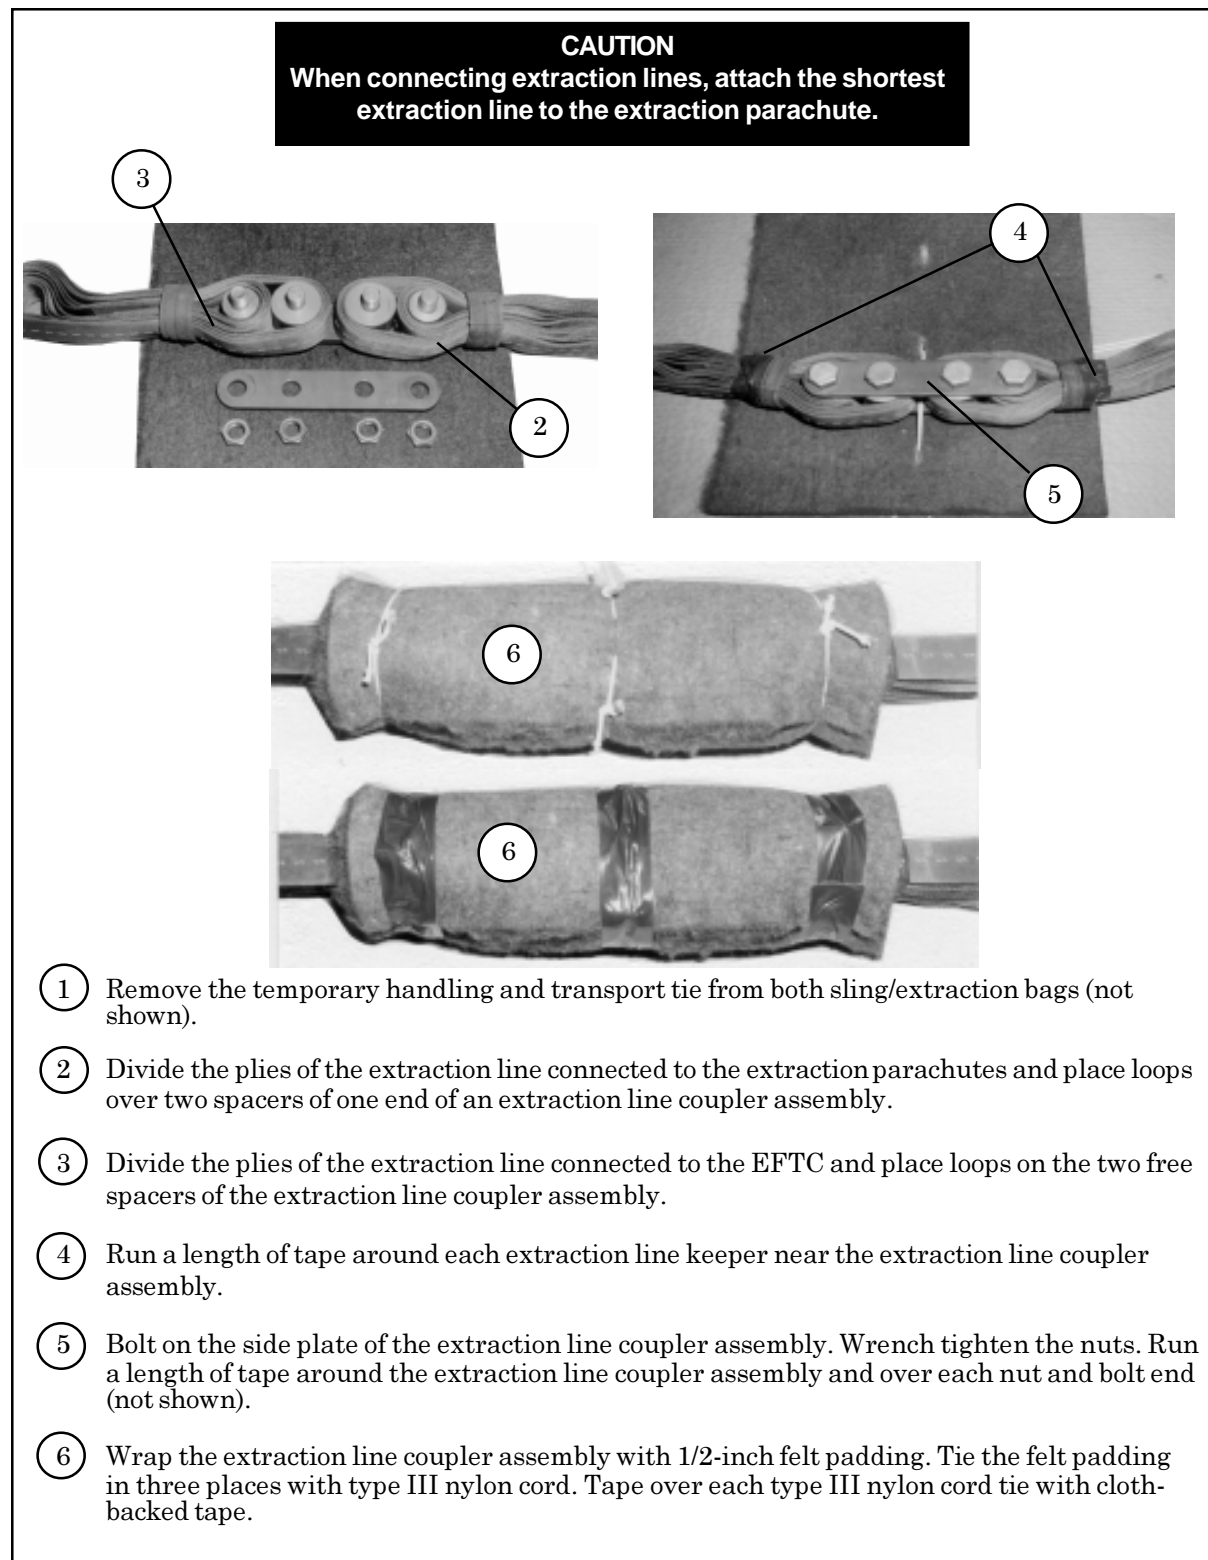 CAUTION
When connecting extraction lines, attach the shortest
extraction line to the extraction parachute.
3
4
2
5
6
6
1 Remove the temporary handling and transport tie from both sling/extraction bags (not
shown).
2 Divide the plies of the extraction line connected to the extraction parachutes and place loops
over two spacers of one end of an extraction line coupler assembly.
3 Divide the plies of the extraction line connected to the EFTC and place loops on the two free
spacers of the extraction line coupler assembly.
4 Run a length of tape around each extraction line keeper near the extraction line coupler
assembly.
5 Bolt on the side plate of the extraction line coupler assembly. Wrench tighten the nuts. Run
a length of tape around the extraction line coupler assembly and over each nut and bolt end
(not shown).
6 Wrap the extraction line coupler assembly with 1/2-inch felt padding. Tie the felt padding
in three places with type III nylon cord. Tape over each type III nylon cord tie with cloth-
backed tape.